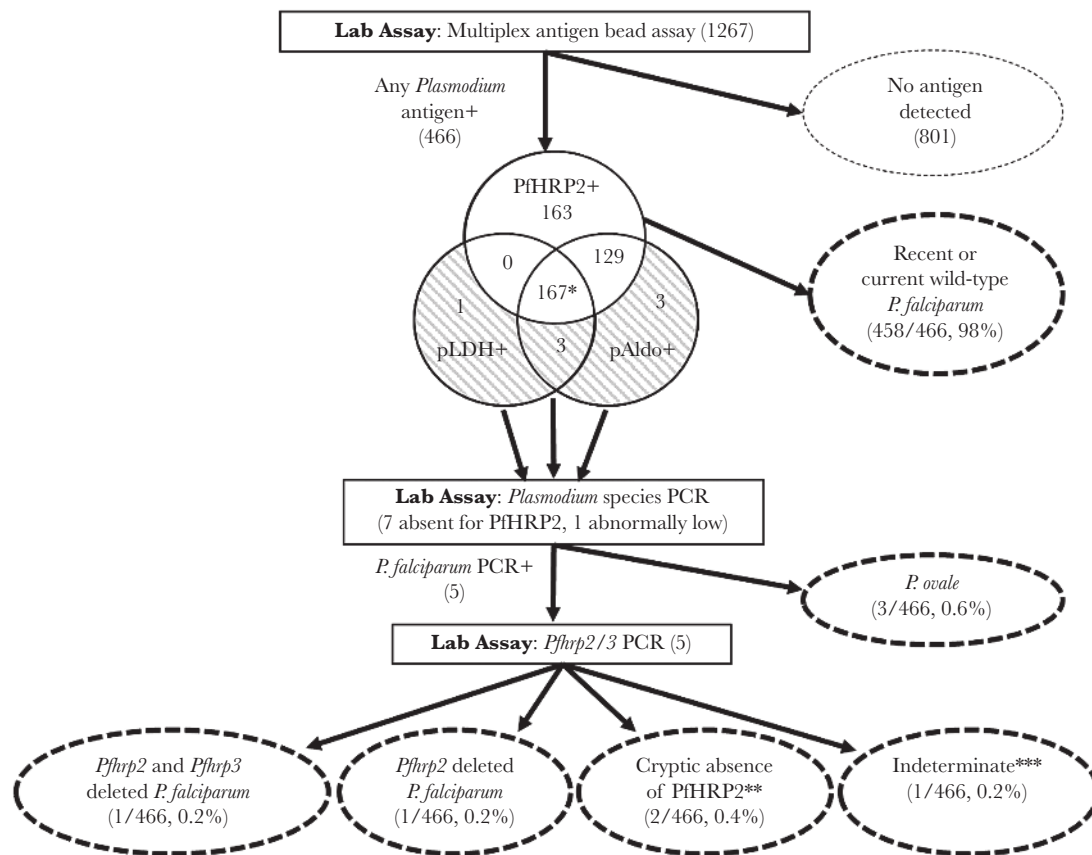 Lab Assay: Multiplex antigen bead assay (1267)
Any Plasmodium
antigen+
(466)
No antigen
detected
(801)
PfHRP2+
163
0
129
167*
1
3
pLDH+
3
pAldo+
Recent or
current wild-type
P. falciparum
(458/466, 98%)
Lab Assay: Plasmodium species PCR
(7 absent for PfHRP2, 1 abnormally low)
P. falciparum PCR+
(5)
P. ovale
(3/466, 0.6%)
Lab Assay: Pfhrp2/3 PCR (5)
Pfhrp2 and Pfhrp3
deleted P. falciparum
(1/466, 0.2%)
Pfhrp2 deleted
P. falciparum
(1/466, 0.2%)
Cryptic absence
of PfHRP2**
(2/466, 0.4%)
Indeterminate***
(1/466, 0.2%)